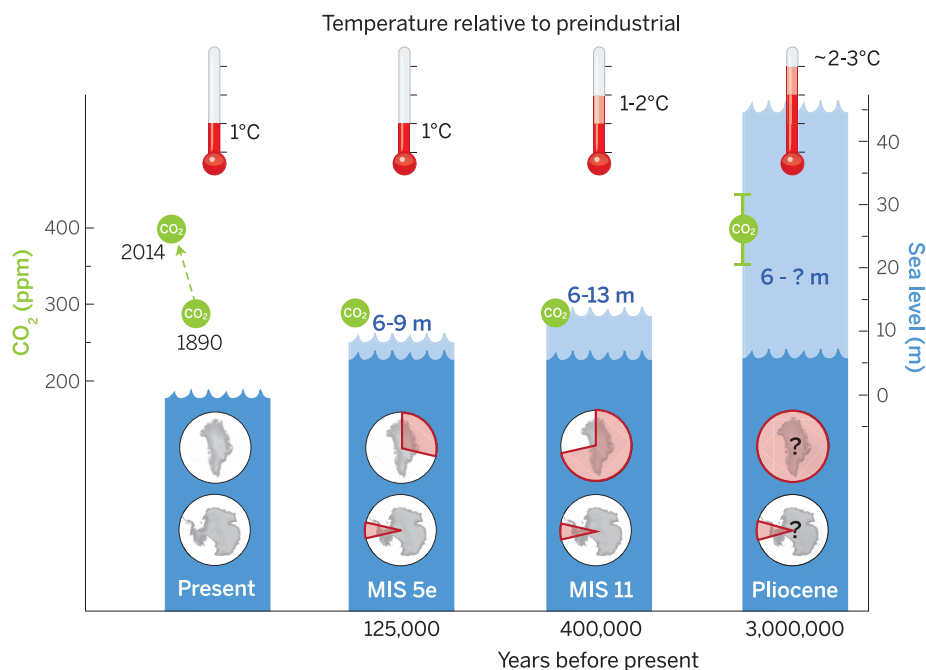 Temperature relative to preindustrial
1°C
1°C
1-2°C
~2-3°C
CO₂ (ppm)
400
300
200
Sea level (m)
40
30
20
10
0
CO₂
2014
CO₂
1890
CO₂
6-9 m
CO₂
6-13 m
CO₂
6 - ? m
?
?
Present
MIS 5e
MIS 11
Pliocene
125,000
400,000
3,000,000
Years before present